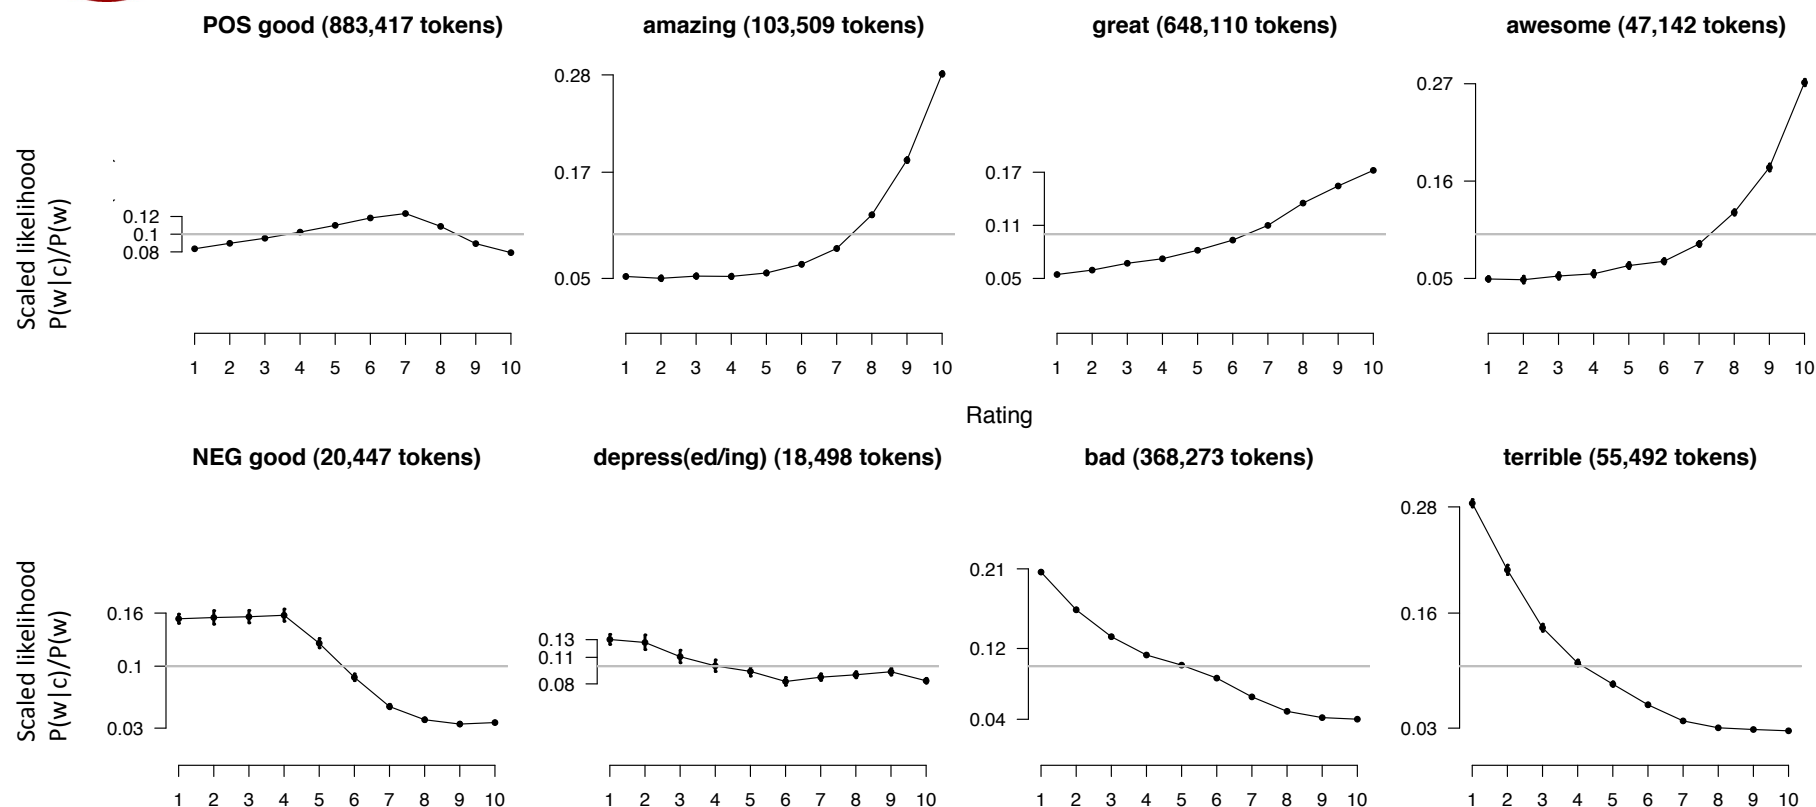 POS good (883,417 tokens) amazing (103,509 tokens) great (648,110 tokens) awesome (47,142 tokens)
Scaled likelihood
P(w|c)/P(w)
0.12
0.1
0.08
1 2 3 4 5 6 7 8 9 10
0.28
0.17
0.05
1 2 3 4 5 6 7 8 9 10
0.17
0.11
0.05
1 2 3 4 5 6 7 8 9 10
0.27
0.16
0.05
1 2 3 4 5 6 7 8 9 10
Rating
NEG good (20,447 tokens) depress(ed/ing) (18,498 tokens) bad (368,273 tokens) terrible (55,492 tokens)
Scaled likelihood
P(w|c)/P(w)
0.16
0.1
0.03
1 2 3 4 5 6 7 8 9 10
0.13
0.11
0.08
1 2 3 4 5 6 7 8 9 10
0.21
0.12
0.04
1 2 3 4 5 6 7 8 9 10
0.28
0.16
0.03
1 2 3 4 5 6 7 8 9 10